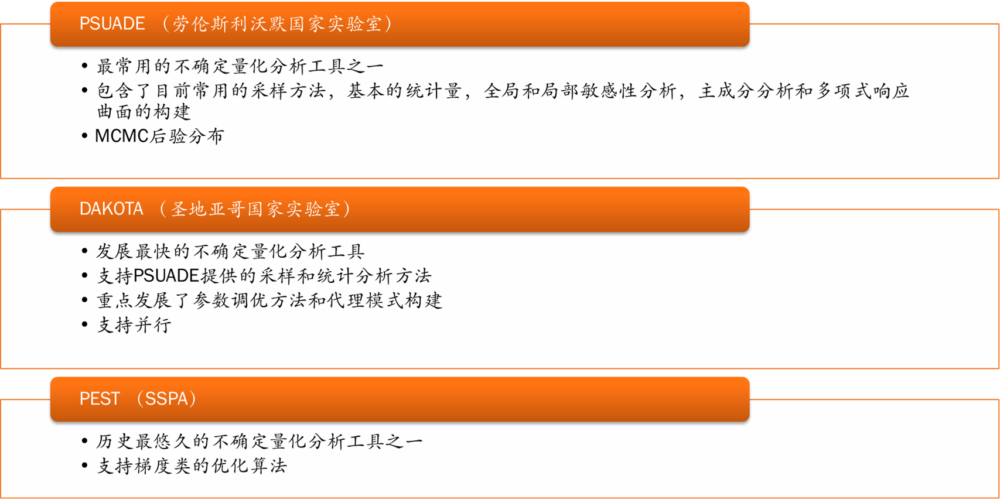 PSUADE （劳伦斯利沃默国家实验室）
• 最常用的不确定量化分析工具之一
• 包含了目前常用的采样方法，基本的统计量，全局和局部敏感性分析，主成分分析和多项式响应
曲面的构建
• MCMC后验分布
DAKOTA （圣地亚哥国家实验室）
• 发展最快的不确定量化分析工具
• 支持PSUADE提供的采样和统计分析方法
• 重点发展了参数调优方法和代理模式构建
• 支持并行
PEST （SSPA）
• 历史最悠久的不确定量化分析工具之一
• 支持梯度类的优化算法